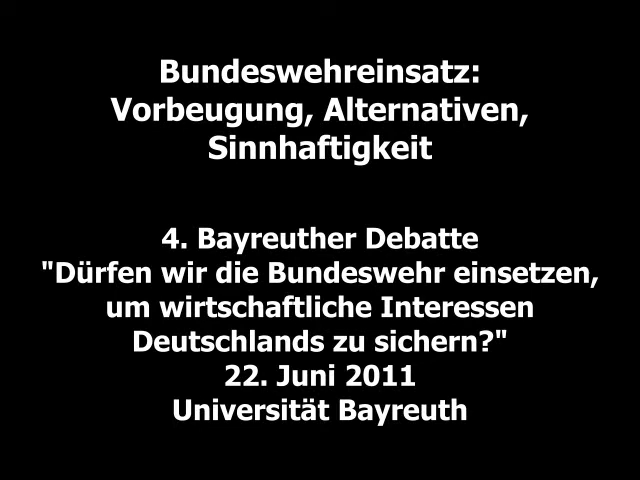 Bundeswehreinsatz:
Vorbeugung, Alternativen,
Sinnhaftigkeit
4. Bayreuther Debatte
"Dürfen wir die Bundeswehr einsetzen,
um wirtschaftliche Interessen
Deutschlands zu sichern?"
22. Juni 2011
Universität Bayreuth